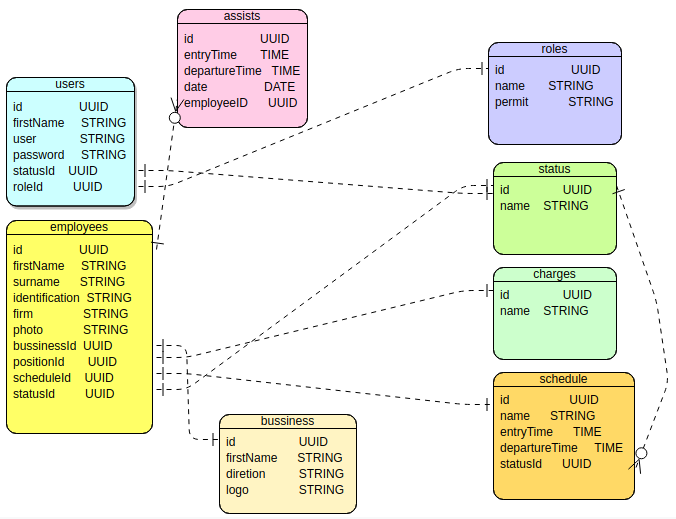 assists
id UUID
entryTime TIME
departureTime TIME
date DATE
employeeID UUID
roles
id UUID
name STRING
permit STRING
users
id UUID
firstName STRING
user STRING
password STRING
statusId UUID
roleId UUID
status
id UUID
name STRING
employees
id UUID
firstName STRING
surname STRING
identification STRING
firm STRING
photo STRING
bussinessId UUID
positionId UUID
scheduleId UUID
statusId UUID
charges
id UUID
name STRING
schedule
id UUID
name STRING
entryTime TIME
departureTime TIME
statusId UUID
bussiness
id UUID
firstName STRING
diretion STRING
logo STRING